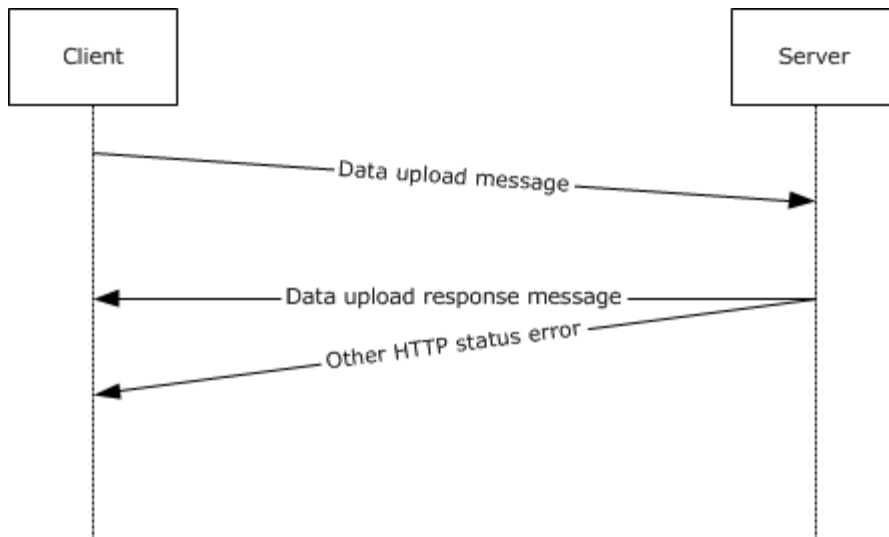 Client
Server
Data upload message
Data upload response message
Other HTTP status error